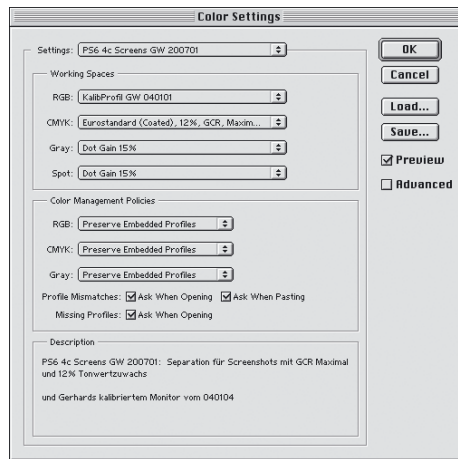 Color Settings
Settings: PS6 4c Screens GW 200701
Working Spaces
RGB: KalibProfil GW 040101
CMYK: Eurostandard (Coated), 12%, GCR, Maxim...
Gray: Dot Gain 15%
Spot: Dot Gain 15%
Color Management Policies
RGB: Preserve Embedded Profiles
CMYK: Preserve Embedded Profiles
Gray: Preserve Embedded Profiles
Profile Mismatches: Ask When Opening Ask When Pasting
Missing Profiles: Ask When Opening
Description
PS6 4c Screens GW 200701: Separation für Screenshots mit GCR Maximal
und 12% Tonwertzuwachs
und Gerhards kalibriertem Monitor vom 040104
OK
Cancel
Load...
Save...
Preview
Advanced